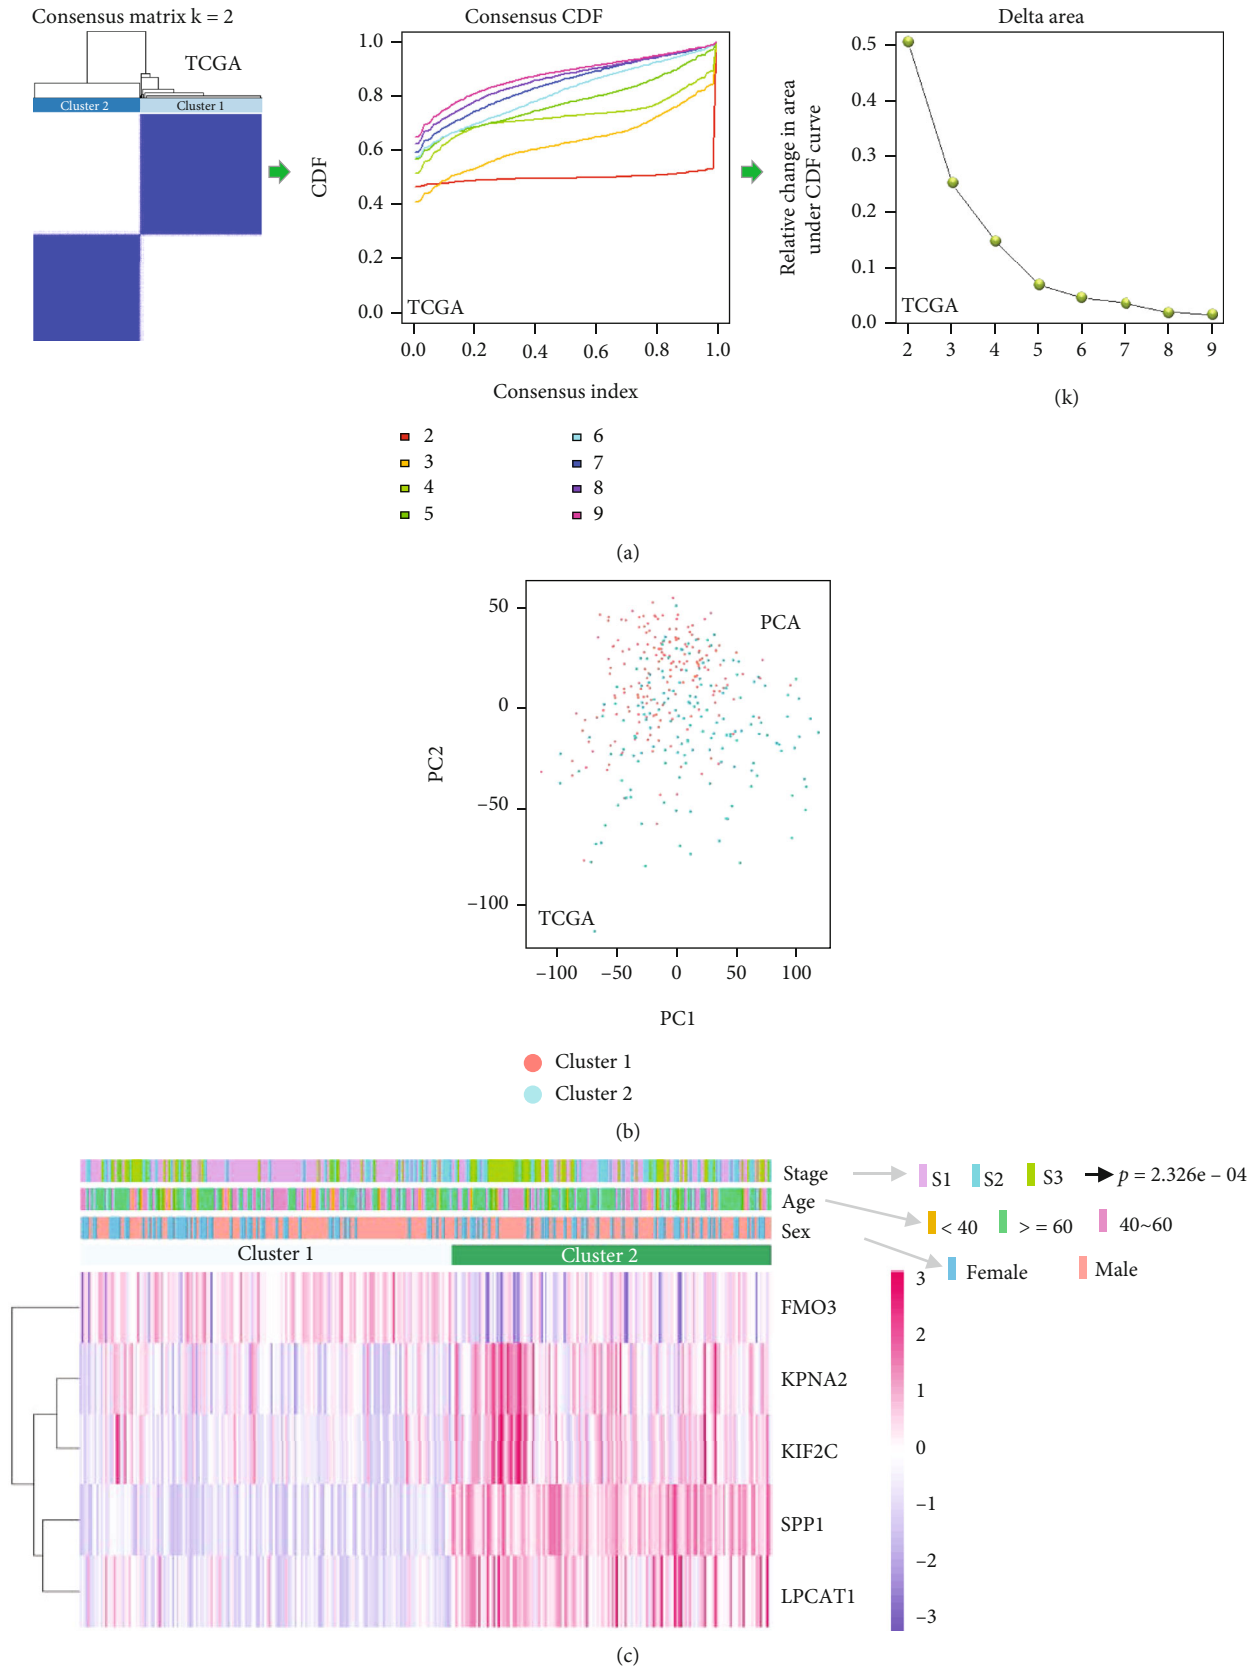 Consensus matrix k = 2
TCGA
Cluster 2
Cluster 1
Consensus CDF
CDF
1.0
0.8
0.6
0.4
0.2
0.0
TCGA
0.0 0.2 0.4 0.6 0.8 1.0
Consensus index
2
3
4
5
6
7
8
9
Delta area
Relative change in area
under CDF curve
0.5
0.4
0.3
0.2
0.1
0.0
TCGA
2 3 4 5 6 7 8 9
(k)
(a)
PCA
PC2
50
0
–50
–100
TCGA
–100 –50 0 50 100
PC1
Cluster 1
Cluster 2
(b)
Stage
Age
Sex
S1 S2 S3 p = 2.326e – 04
< 40 > = 60 40~60
Female Male
Cluster 1
Cluster 2
FMO3
KPNA2
KIF2C
SPP1
LPCAT1
3
2
1
0
–1
–2
–3
(c)